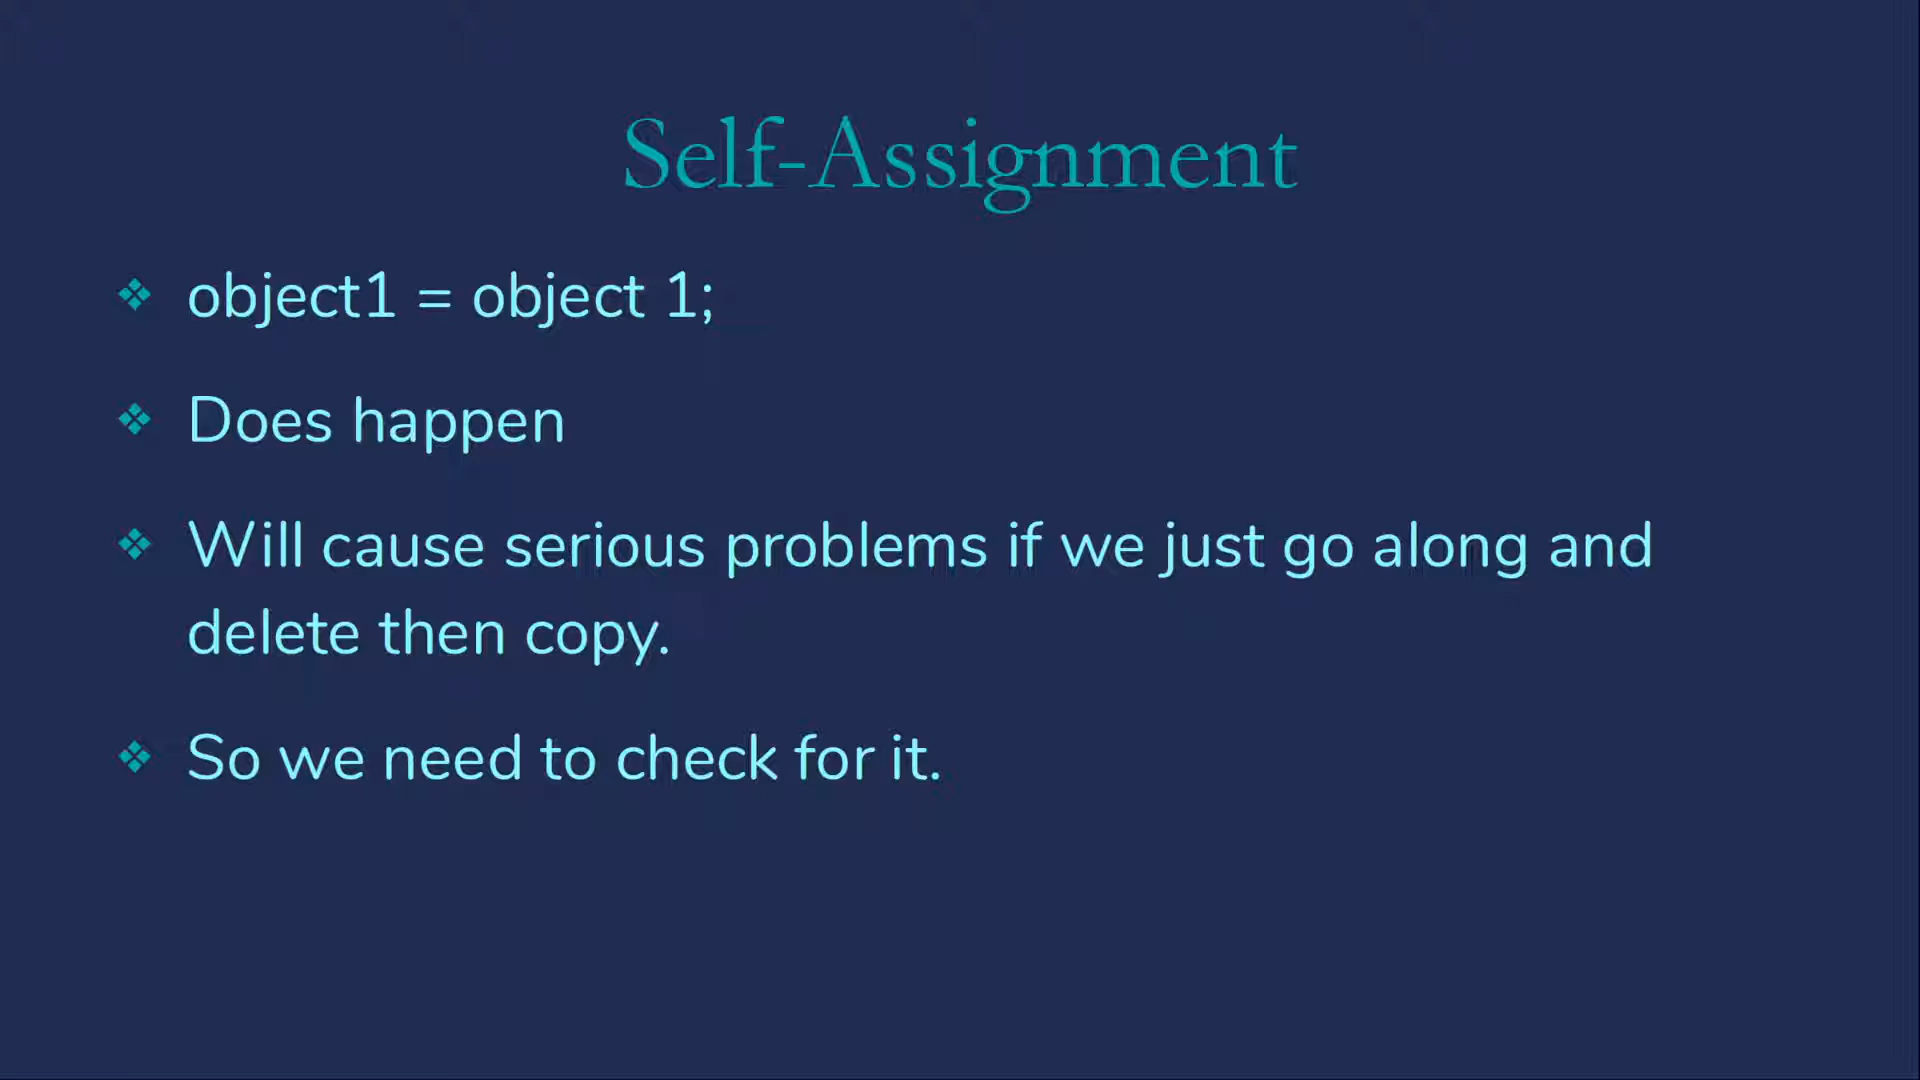 Self-Assignment
❖ object1 = object 1;
❖ Does happen
❖ Will cause serious problems if we just go along and
delete then copy.
❖ So we need to check for it.